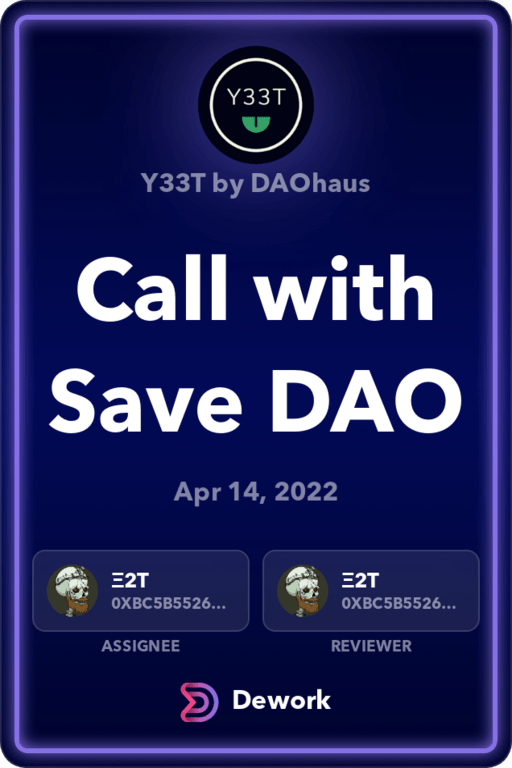 Y33T
Y33T by DAOhaus
Call with
Save DAO
Apr 14, 2022
Ξ2T
0XBC5B5526...
ASSIGNEE
Ξ2T
0XBC5B5526...
REVIEWER
Dework